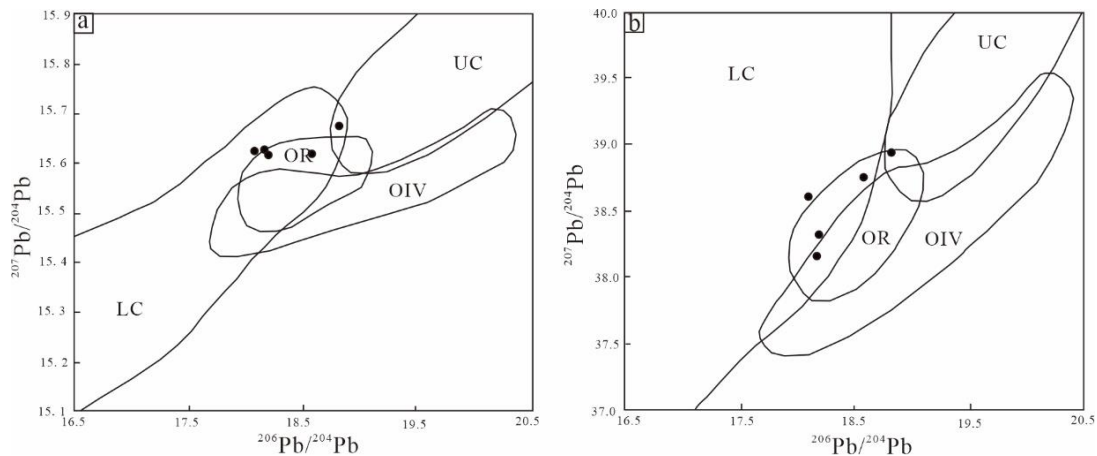 a
15.9
15.8
15.7
15.6
15.5
15.4
15.3
15.2
15.1
²⁰⁷Pb/²⁰⁴Pb
UC
OR
OIV
LC
16.5
17.5
18.5
19.5
20.5
²⁰⁶Pb/²⁰⁴Pb
b
40.0
39.5
39.0
38.5
38.0
37.5
37.0
²⁰⁷Pb/²⁰⁴Pb
LC
UC
OR
OIV
17.5
18.5
19.5
20.5
²⁰⁶Pb/²⁰⁴Pb